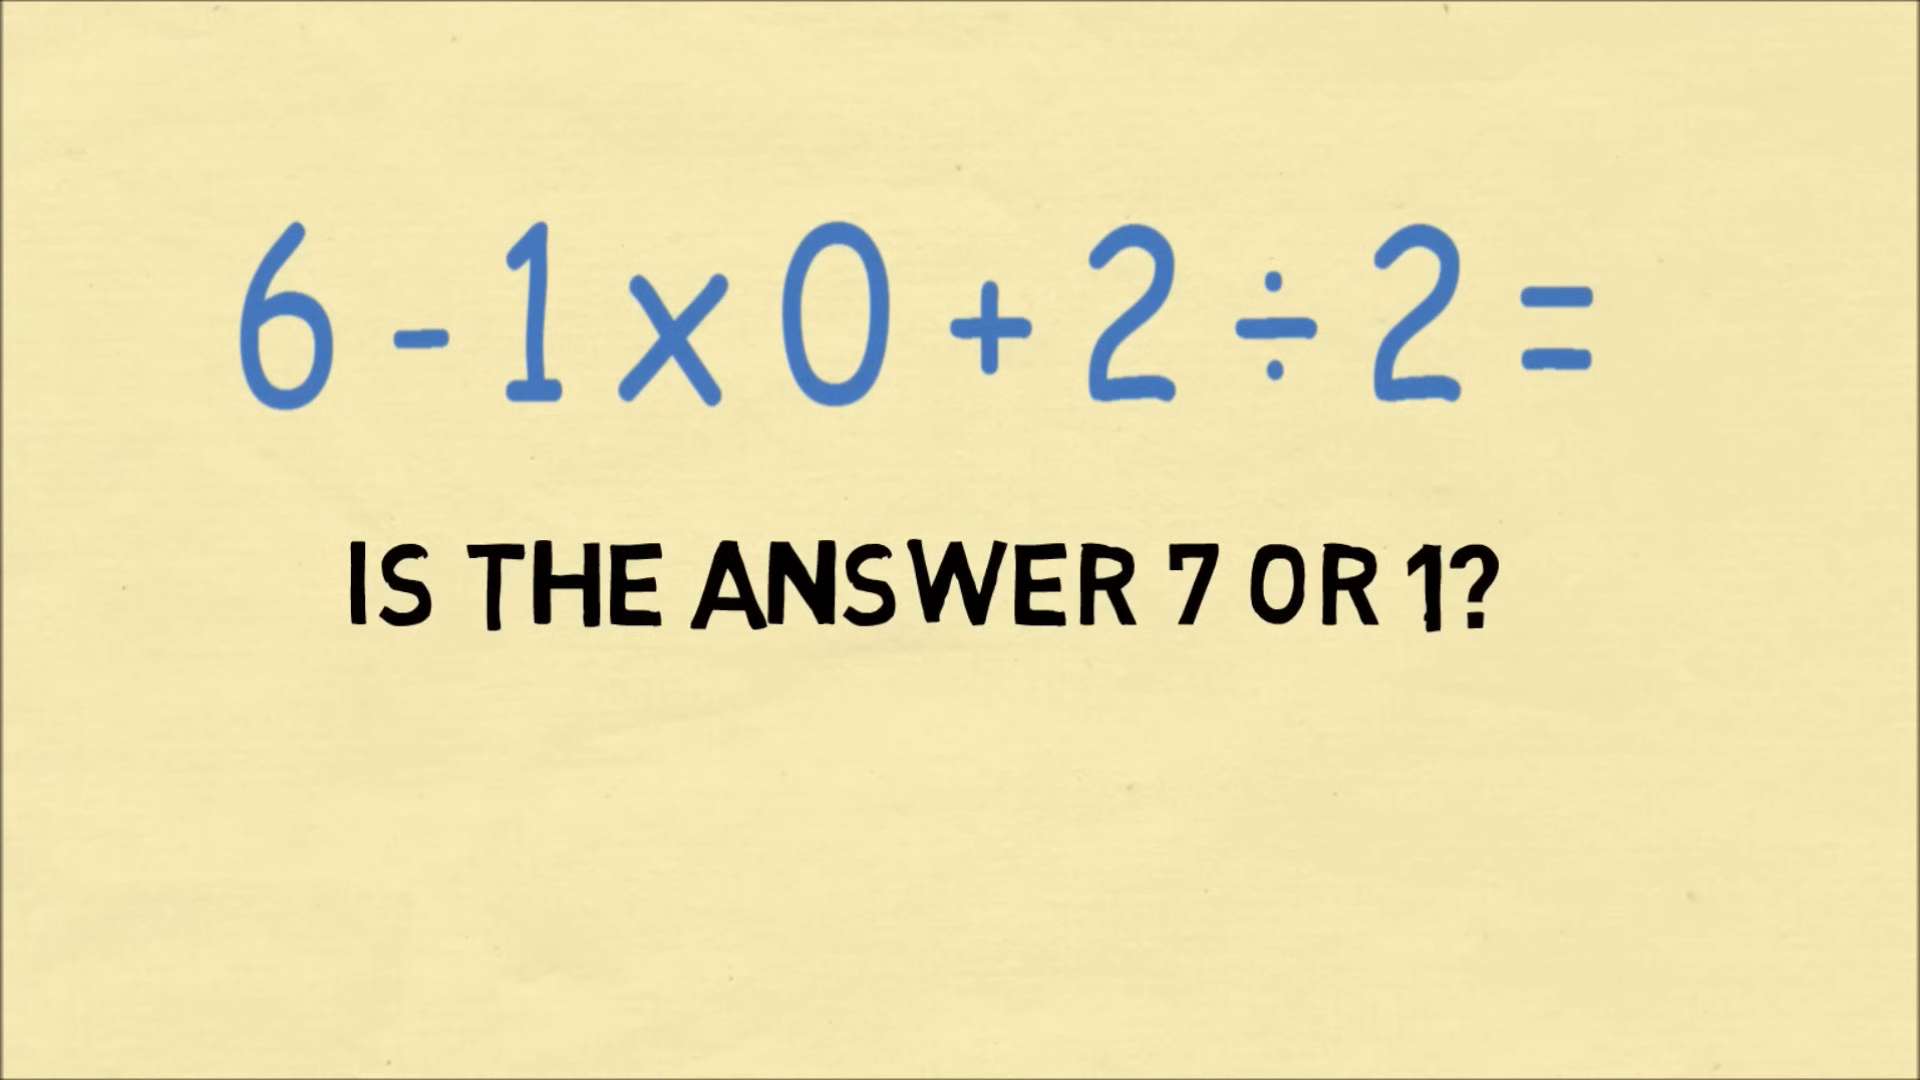 6 - 1 x 0 + 2 ÷ 2 =
IS THE ANSWER 7 OR 1?